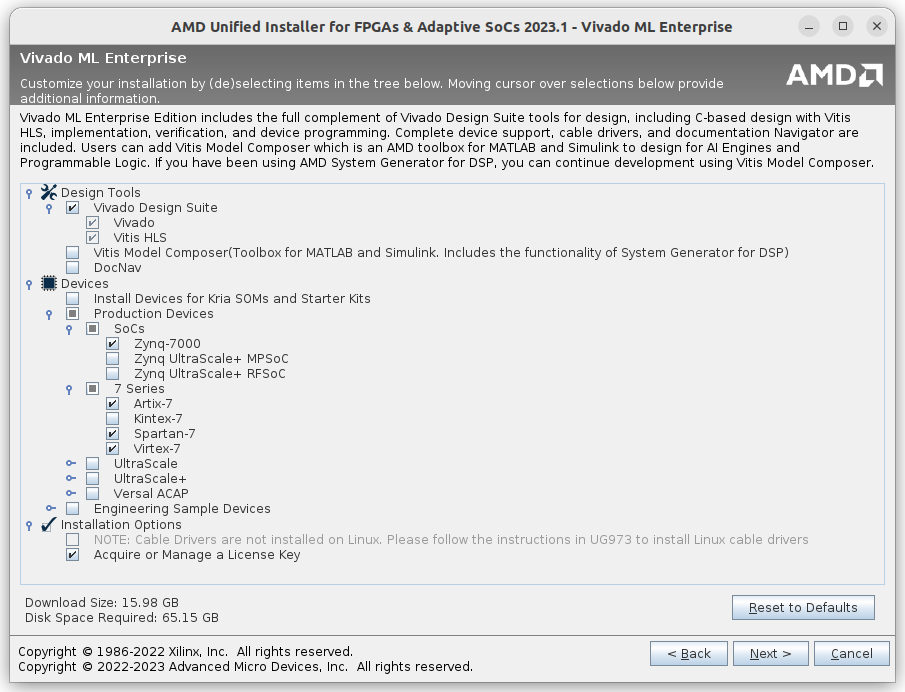 AMD Unified Installer for FPGAs & Adaptive SoCs 2023.1 - Vivado ML Enterprise
Vivado ML Enterprise
Customize your installation by (de)selecting items in the tree below. Moving cursor over selections below provide
additional information.
AMD
Vivado ML Enterprise Edition includes the full complement of Vivado Design Suite tools for design, including C-based design with Vitis
HLS, implementation, verification, and device programming. Complete device support, cable drivers, and documentation Navigator are
included. Users can add Vitis Model Composer which is an AMD toolbox for MATLAB and Simulink to design for AI Engines and
Programmable Logic. If you have been using AMD System Generator for DSP, you can continue development using Vitis Model Composer.
Design Tools
Vivado Design Suite
Vivado
Vitis HLS
Vitis Model Composer(Toolbox for MATLAB and Simulink. Includes the functionality of System Generator for DSP)
DocNav
Devices
Install Devices for Kria SOMs and Starter Kits
Production Devices
SoCs
Zynq-7000
Zynq UltraScale+ MPSoC
Zynq UltraScale+ RFSoC
7 Series
Artix-7
Kintex-7
Spartan-7
Virtex-7
UltraScale
UltraScale+
Versal ACAP
Engineering Sample Devices
Installation Options
NOTE: Cable Drivers are not installed on Linux. Please follow the instructions in UG973 to install Linux cable drivers
Acquire or Manage a License Key
Download Size: 15.98 GB
Disk Space Required: 65.15 GB
Reset to Defaults
Copyright © 1986-2022 Xilinx, Inc. All rights reserved.
Copyright © 2022-2023 Advanced Micro Devices, Inc. All rights reserved.
< Back
Next >
Cancel